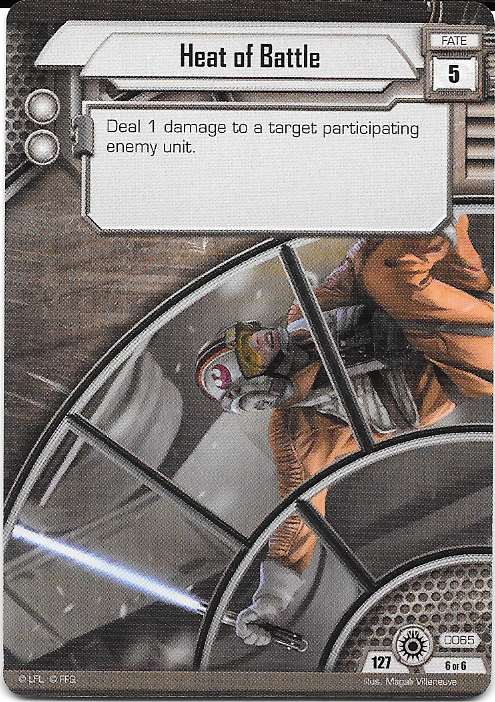 Heat of Battle
FATE
5
Deal 1 damage to a target participating
enemy unit.
0065
127
6 of 6
© LFL © FFG
Illus. Magali Villeneuve